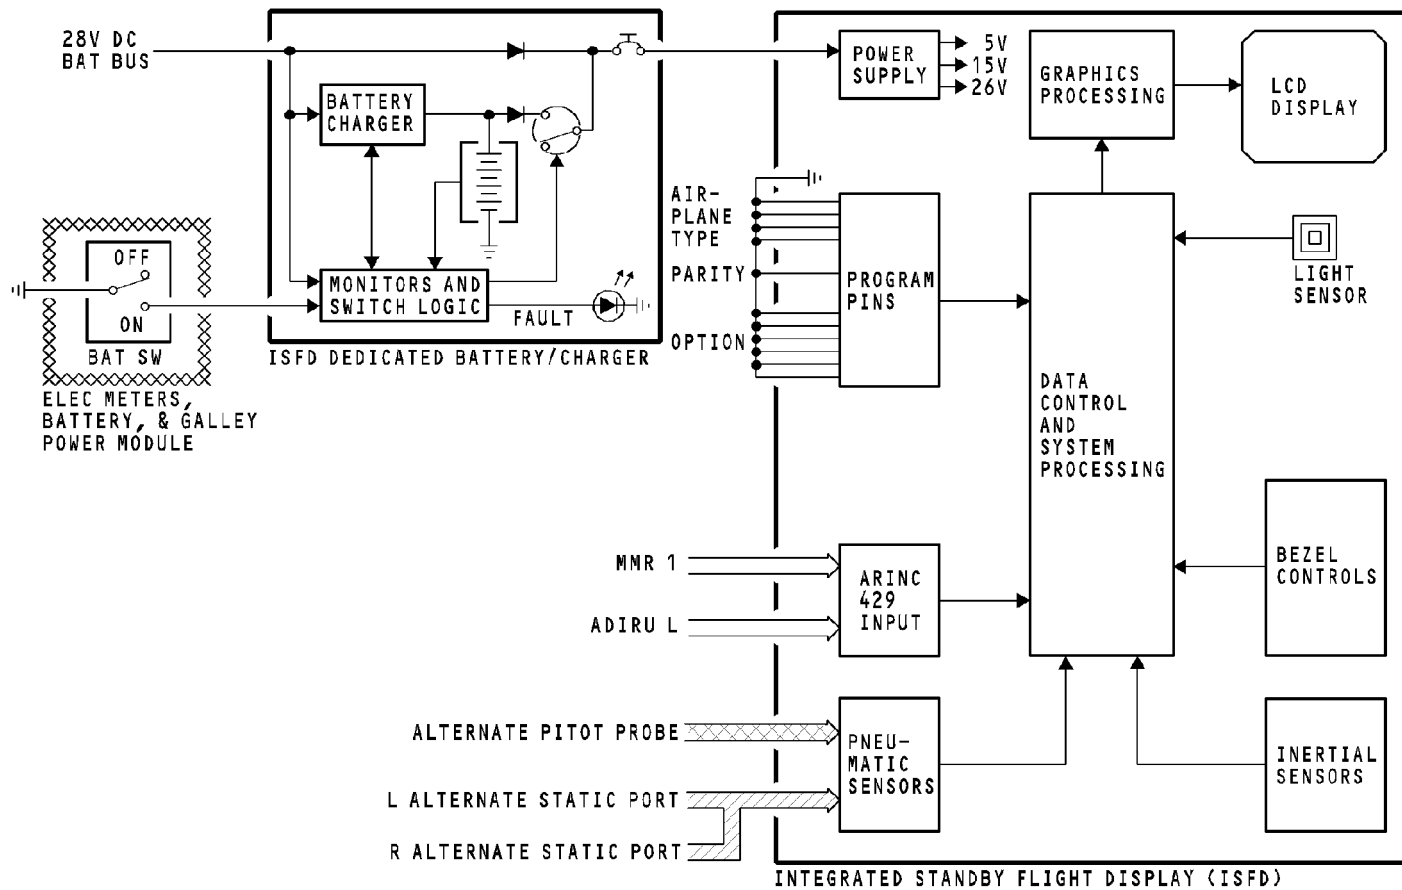 28V DC
BAT BUS
BATTERY
CHARGER
MONITORS AND
SWITCH LOGIC
FAULT
ISFD DEDICATED BATTERY/CHARGER
OFF
ON
BAT SW
ELEC METERS,
BATTERY, & GALLEY
POWER MODULE
POWER
SUPPLY
5V
15V
26V
GRAPHICS
PROCESSING
LCD
DISPLAY
AIR-
PLANE
TYPE
PARITY
OPTION
PROGRAM
PINS
LIGHT
SENSOR
DATA
CONTROL
AND
SYSTEM
PROCESSING
MMR 1
ADIRU L
ARINC
429
INPUT
BEZEL
CONTROLS
ALTERNATE PITOT PROBE
L ALTERNATE STATIC PORT
R ALTERNATE STATIC PORT
PNEU-
MATIC
SENSORS
INERTIAL
SENSORS
INTEGRATED STANDBY FLIGHT DISPLAY (ISFD)